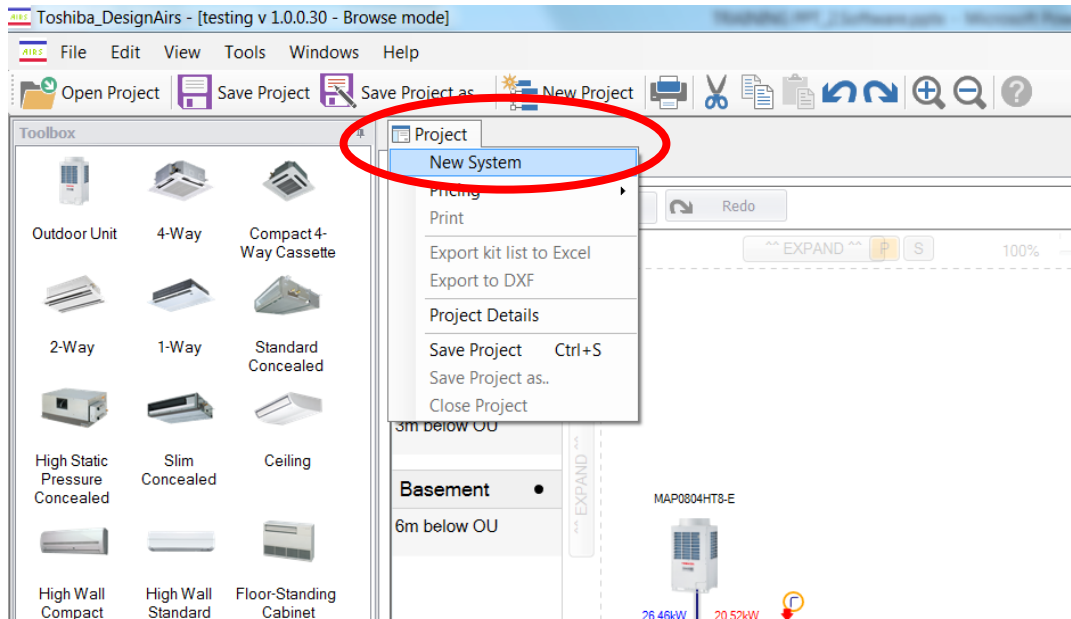 Toshiba_DesignAirs - [testing v 1.0.0.30 - Browse mode]
AIRS File Edit View Tools Windows Help
Open Project Save Project Save Project as New Project
Toolbox
Project
New System
Pricing
Print
Export kit list to Excel
Export to DXF
Project Details
Save Project Ctrl+S
Save Project as..
Close Project
Redo
^^ EXPAND ^^ P S 100%
Outdoor Unit
4-Way
Compact 4-
Way Cassette
2-Way
1-Way
Standard
Concealed
High Static
Pressure
Concealed
Slim
Concealed
Ceiling
High Wall
Compact
High Wall
Standard
Floor-Standing
Cabinet
3m below OU
Basement
6m below OU
^^ EXPAND ^^
MAP0804HT8-E
26.46kW 20.52kW